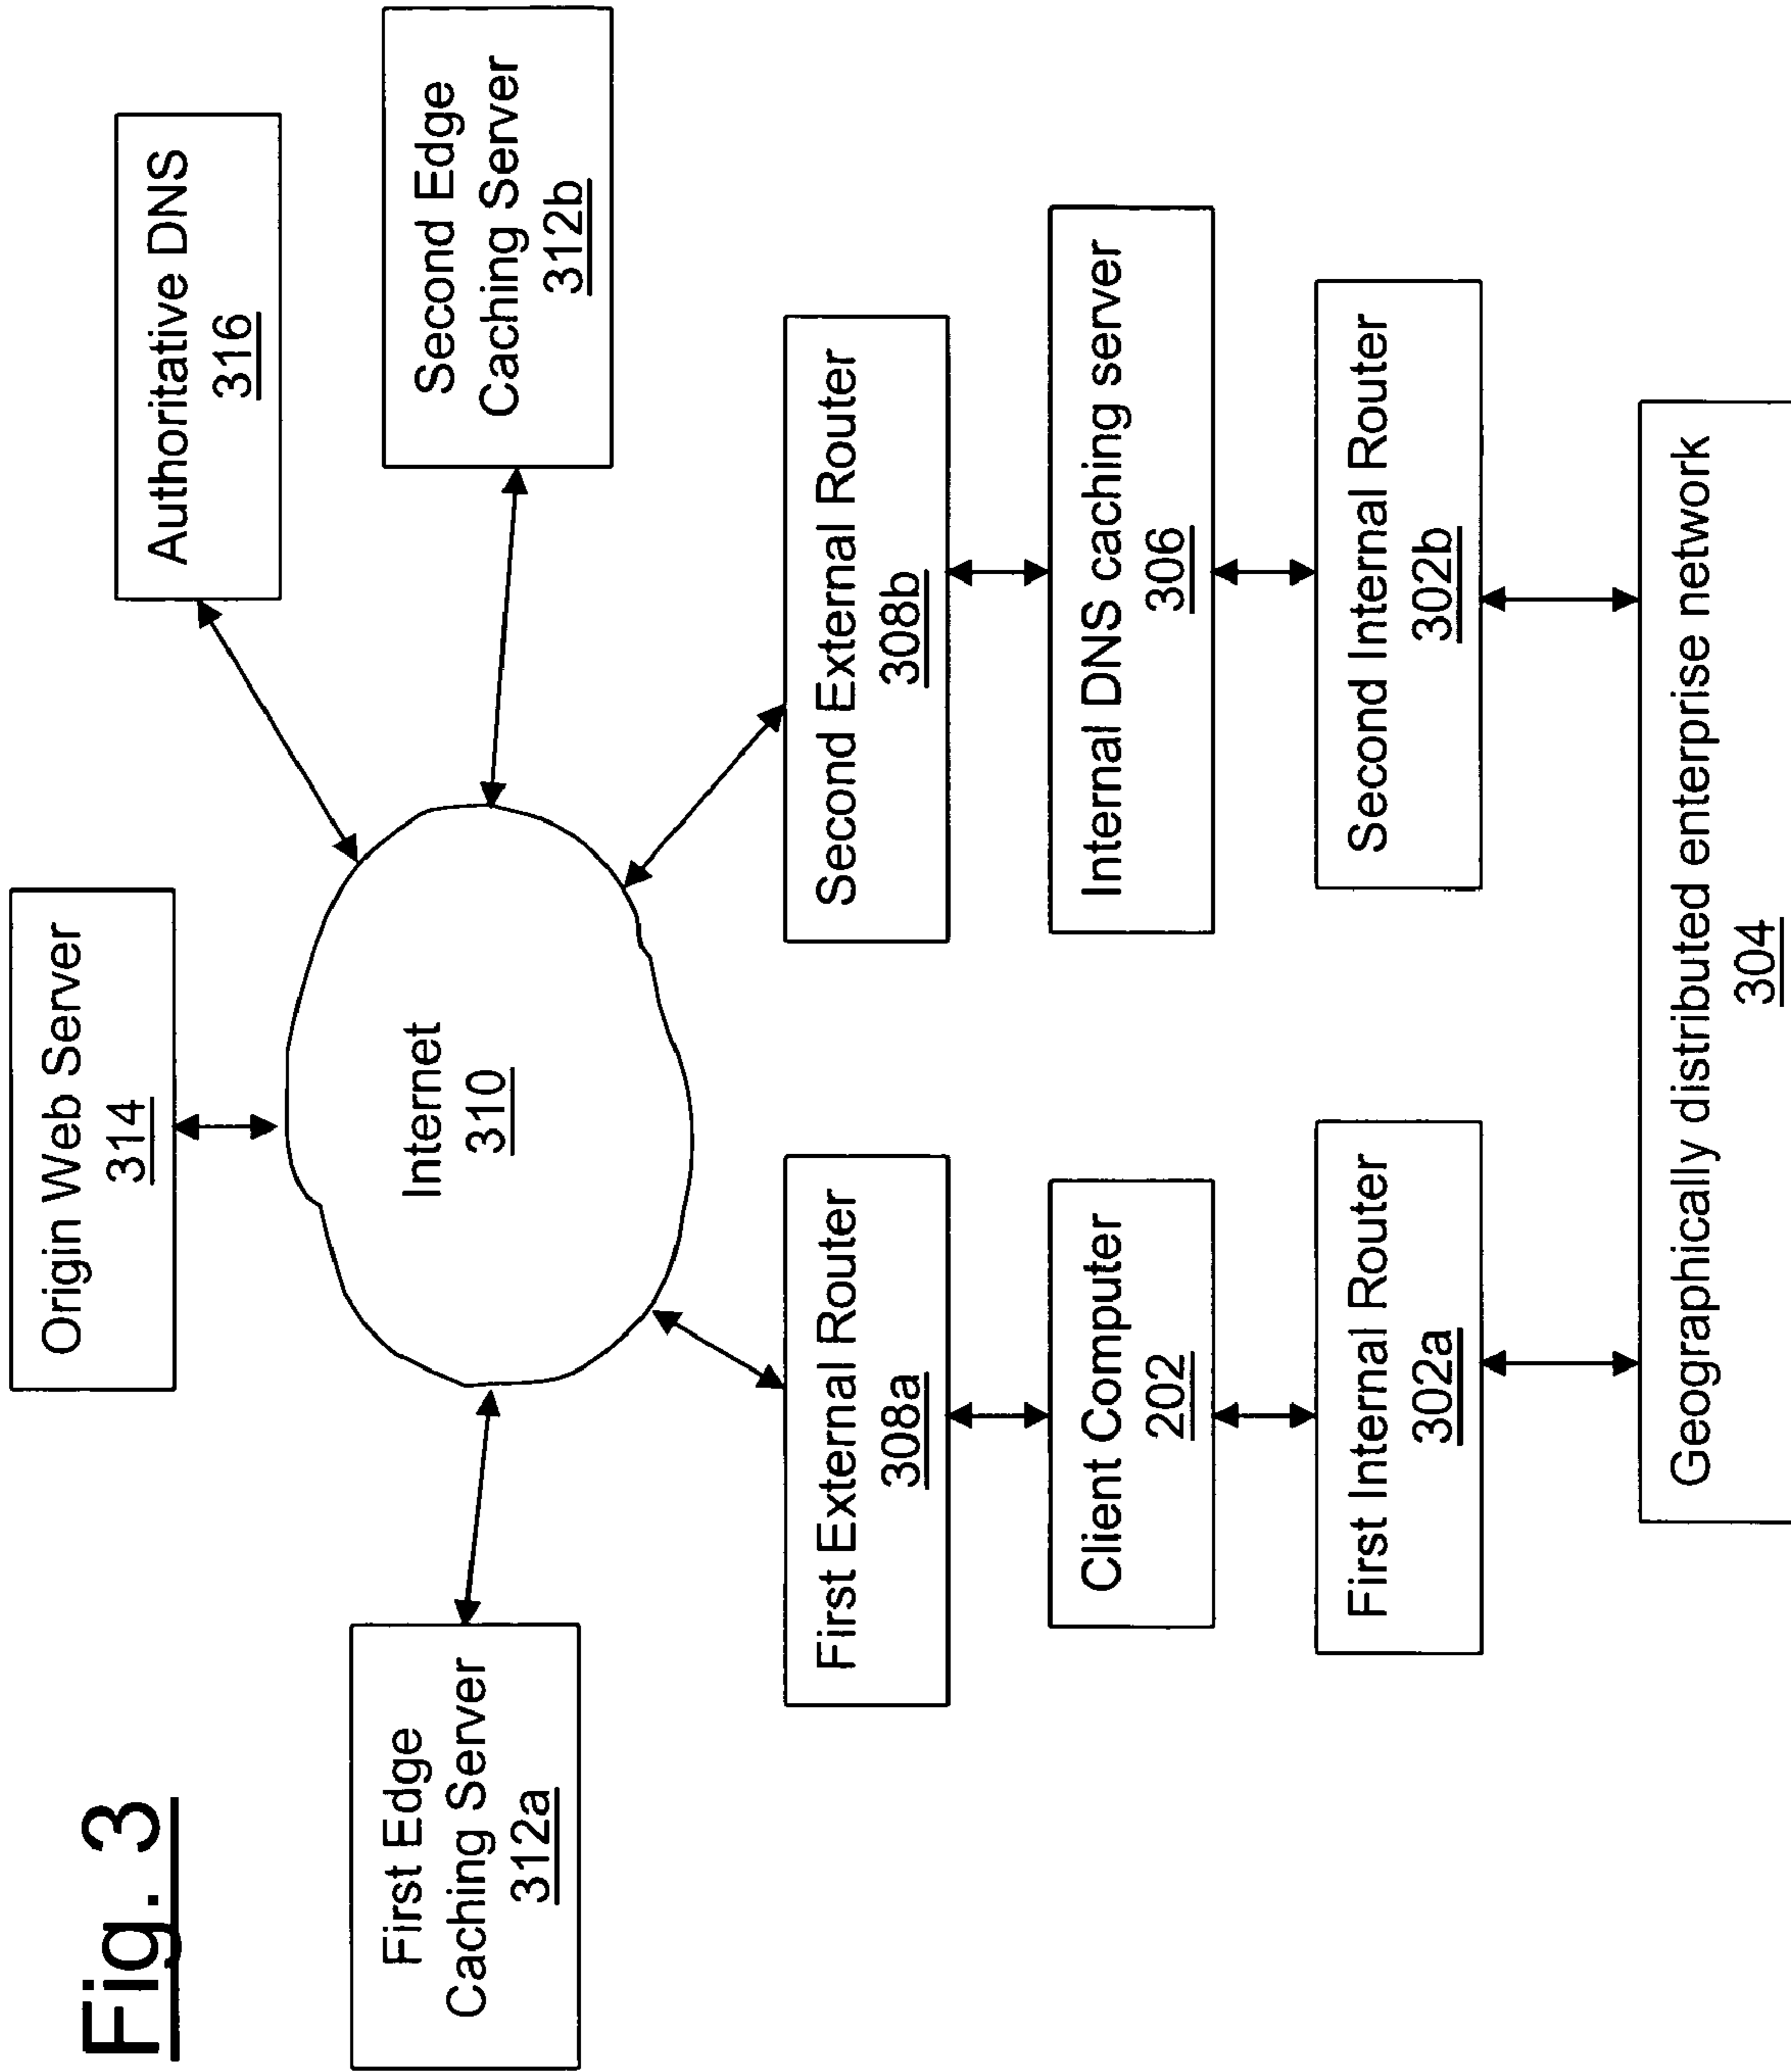 Fig. 3
Origin Web Server
314
Authoritative DNS
316
First Edge
Caching Server
312a
Internet
310
Second Edge
Caching Server
312b
First External Router
308a
Second External Router
308b
Client Computer
202
Internal DNS caching server
306
First Internal Router
302a
Second Internal Router
302b
Geographically distributed enterprise network
304